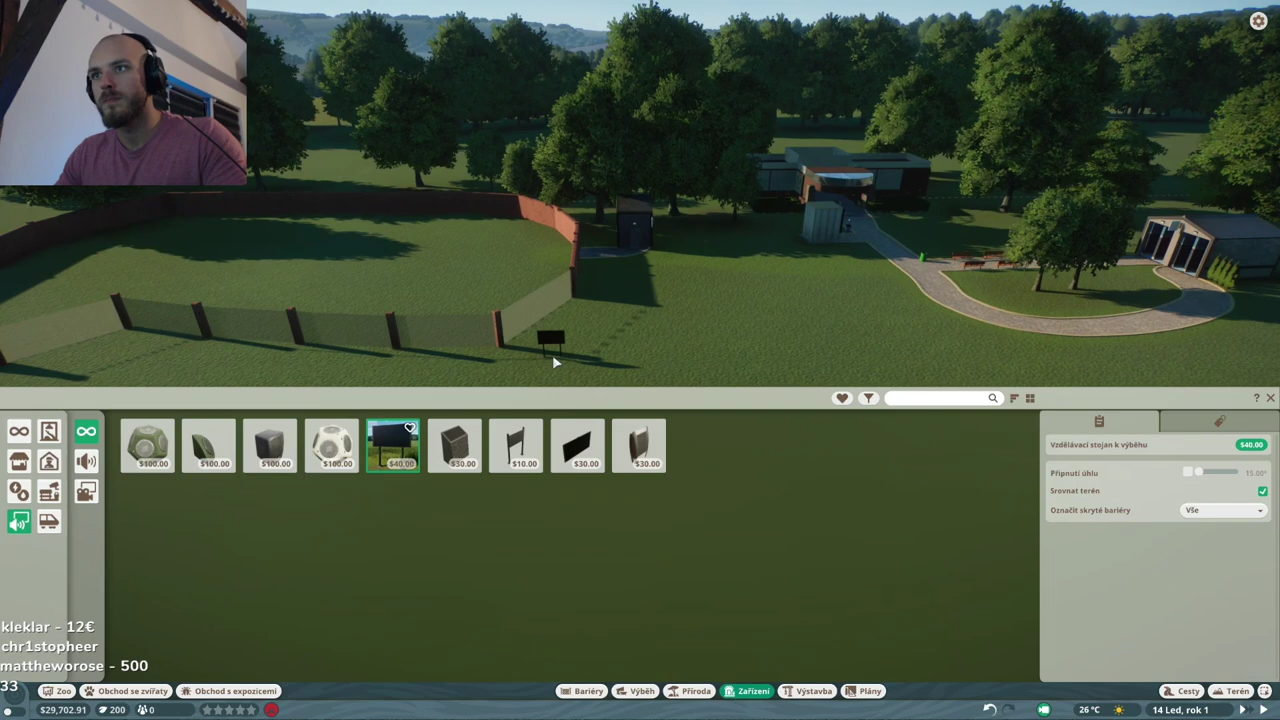 $100.00
$100.00
$100.00
$100.00
$40.00
$30.00
$10.00
$30.00
$30.00
?
Vzdělávací stojan k výběhu
$40.00
Připnutí úhlu
15.00°
Srovnat terén
Označit skryté bariéry
Vše
kleklar - 12€
chr1stopheer
mattheworose - 500
33
Zoo
Obchod se zvířaty
Obchod s expozicemi
Bariéry
Výběh
Příroda
Zařízení
Výstavba
Plány
Cesty
Terén
$29,702.91
200
0
26 °C
14 Led, rok 1